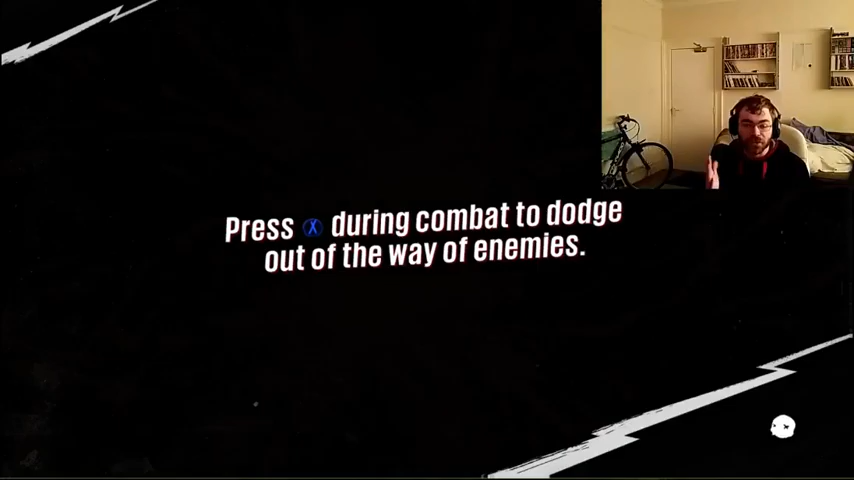 Press X during combat to dodge
out of the way of enemies.